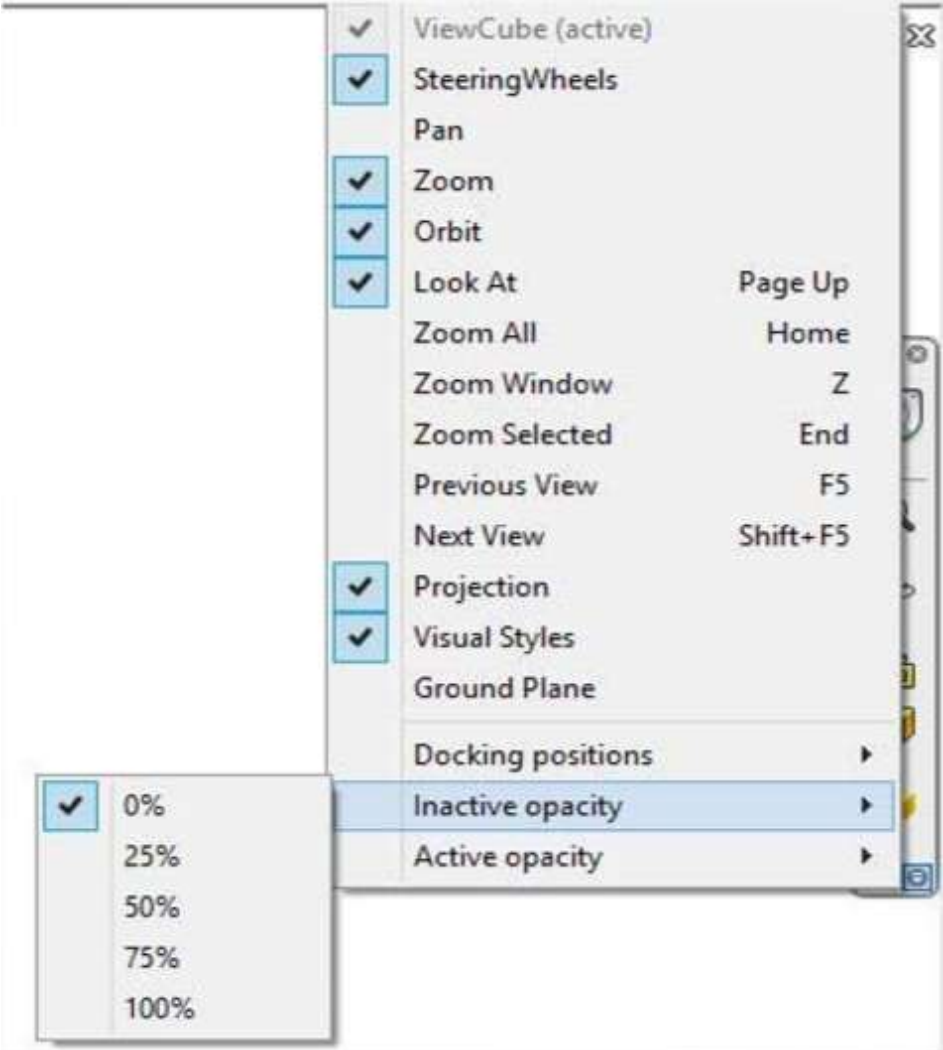 ViewCube (active)
SteeringWheels
Pan
Zoom
Orbit
Look At Page Up
Zoom All Home
Zoom Window Z
Zoom Selected End
Previous View F5
Next View Shift+F5
Projection
Visual Styles
Ground Plane
Docking positions
Inactive opacity
Active opacity
0%
25%
50%
75%
100%